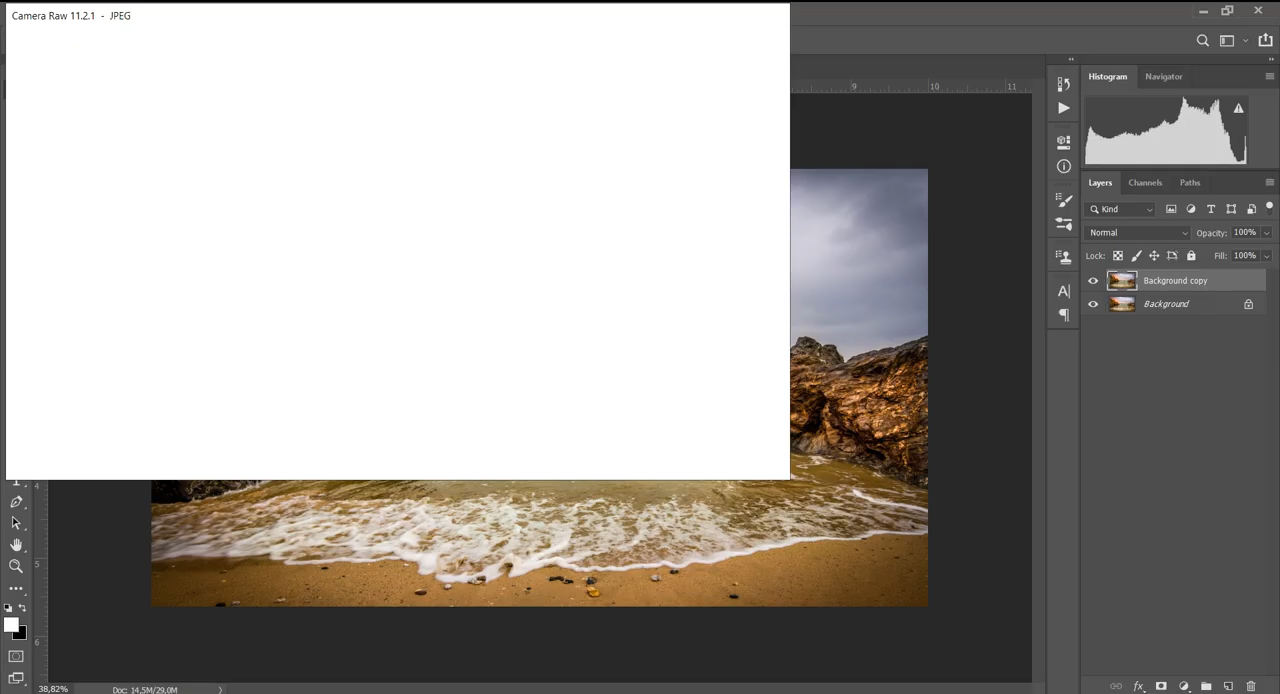 Camera Raw 11.2.1 - JPEG
9
10
11
Histogram
Navigator
Layers
Channels
Paths
Kind
Normal
Opacity: 100%
Lock:
Fill: 100%
Background copy
Background
4
5
6
38,82%
Doc: 14,5M/29,0M